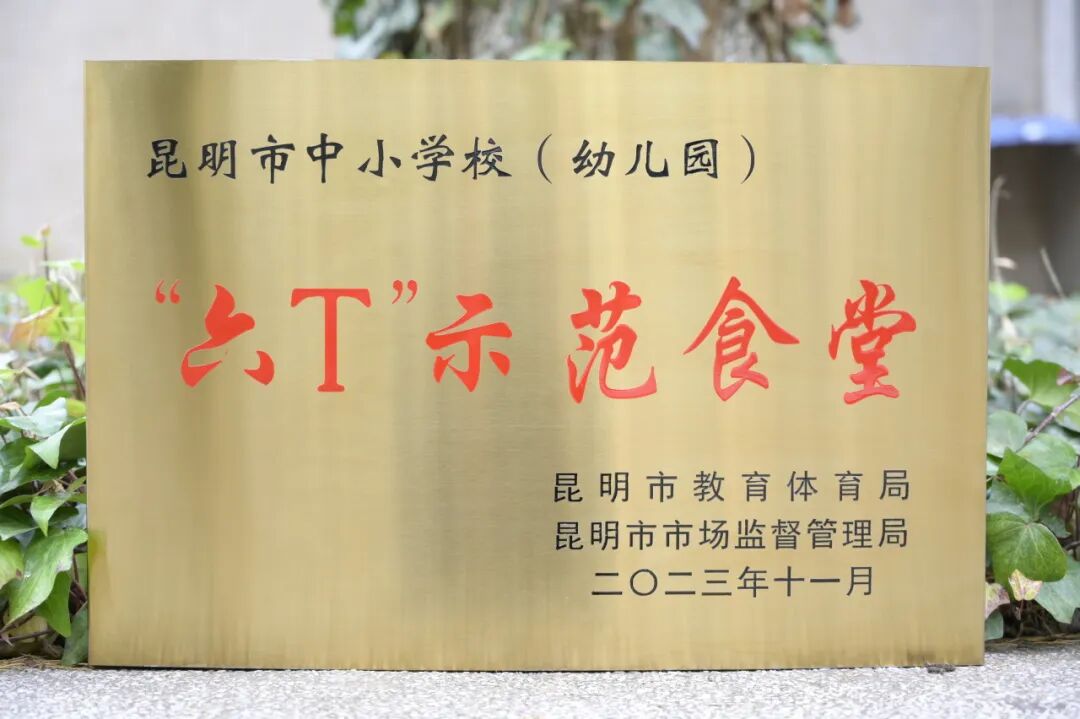 昆明市中小学校（幼儿园）
“六T”示范食堂
昆明市教育体育局
昆明市市场监督管理局
二〇二三年十一月